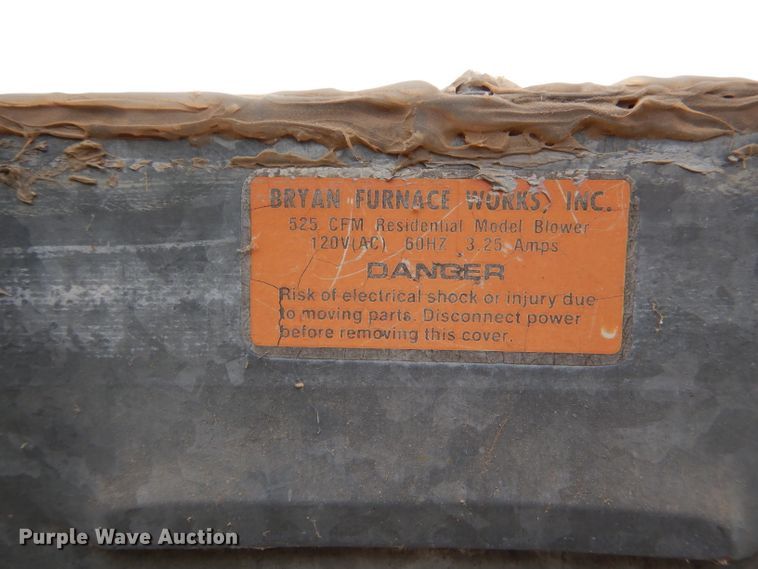 BRYAN FURNACE WORKS, INC.
525 CFM Residential Model Blower
120V(AC) 60HZ 3.25 Amps
DANGER
Risk of electrical shock or injury due
to moving parts. Disconnect power
before removing this cover.
Purple Wave Auction